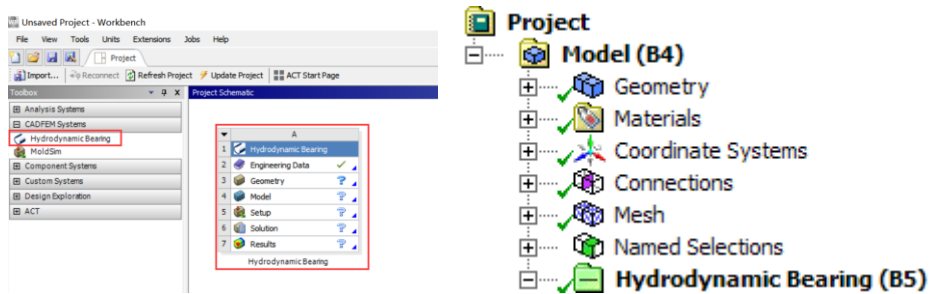 Unsaved Project - Workbench
File View Tools Units Extensions Jobs Help
Project
Import... Reconnect Refresh Project Update Project ACT Start Page
Toolbox
Project Schematic
Analysis Systems
CADFEM Systems
Hydrodynamic Bearing
MoldSim
Component Systems
Custom Systems
Design Exploration
ACT
A
1 Hydrodynamic Bearing
2 Engineering Data
3 Geometry ?
4 Model ?
5 Setup ?
6 Solution ?
7 Results ?
Hydrodynamic Bearing
Project
Model (B4)
Geometry
Materials
Coordinate Systems
Connections
Mesh
Named Selections
Hydrodynamic Bearing (B5)